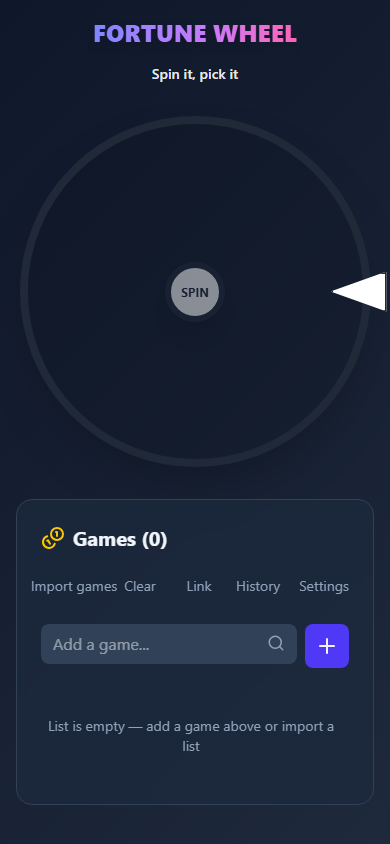 FORTUNE WHEEL
Spin it, pick it
SPIN
Games (0)
Import games Clear Link History Settings
Add a game...
List is empty — add a game above or import a
list